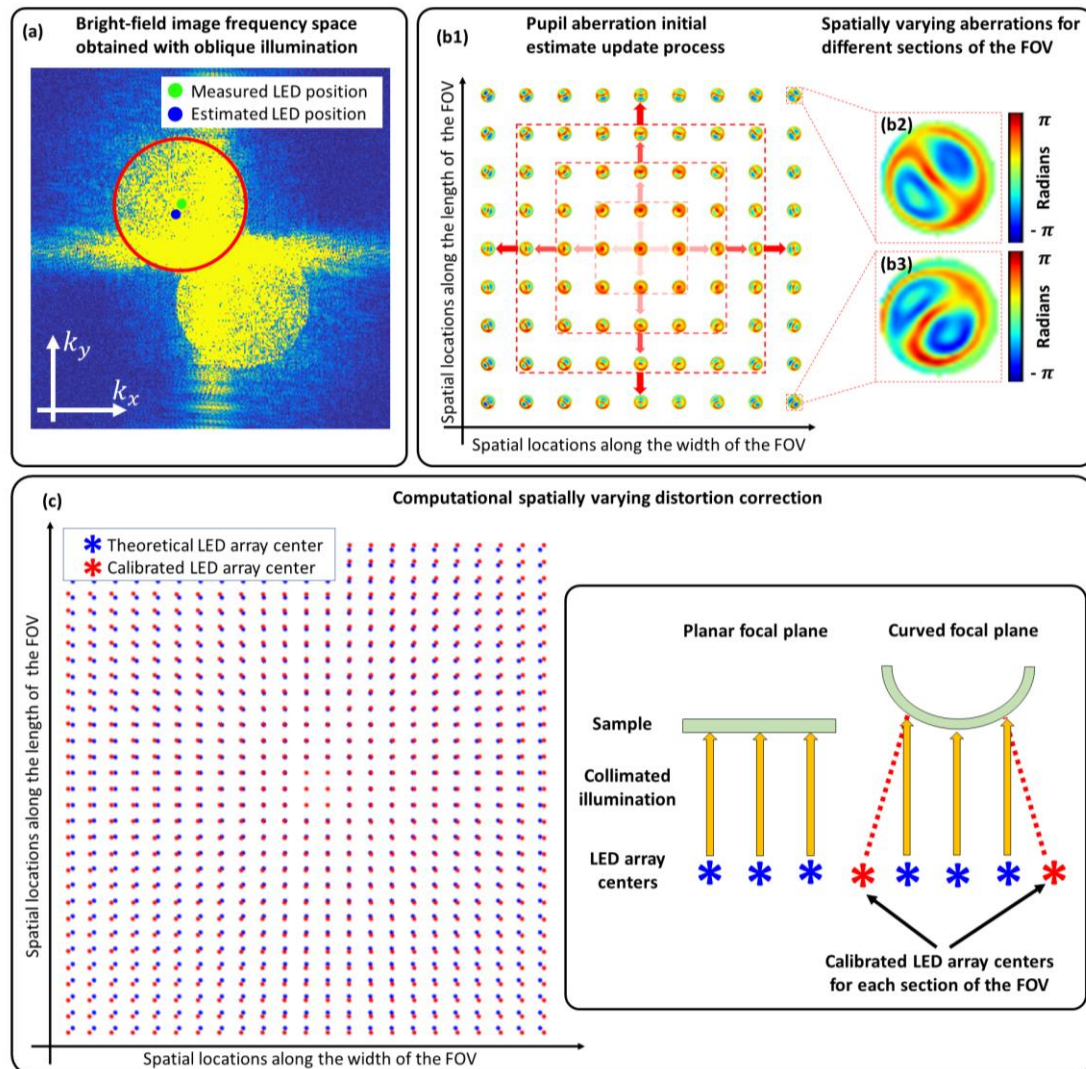 (a)
Bright-field image frequency space
obtained with oblique illumination
Measured LED position
Estimated LED position
k_y
k_x
(b1)
Pupil aberration initial
estimate update process
Spatially varying aberrations for
different sections of the FOV
Spatial locations along the length of the FOV
Spatial locations along the width of the FOV
(b2)
π
Radians
- π
(b3)
π
Radians
- π
(c)
Computational spatially varying distortion correction
Theoretical LED array center
Calibrated LED array center
Spatial locations along the length of the FOV
Spatial locations along the width of the FOV
Planar focal plane
Curved focal plane
Sample
Collimated
illumination
LED array
centers
Calibrated LED array centers
for each section of the FOV